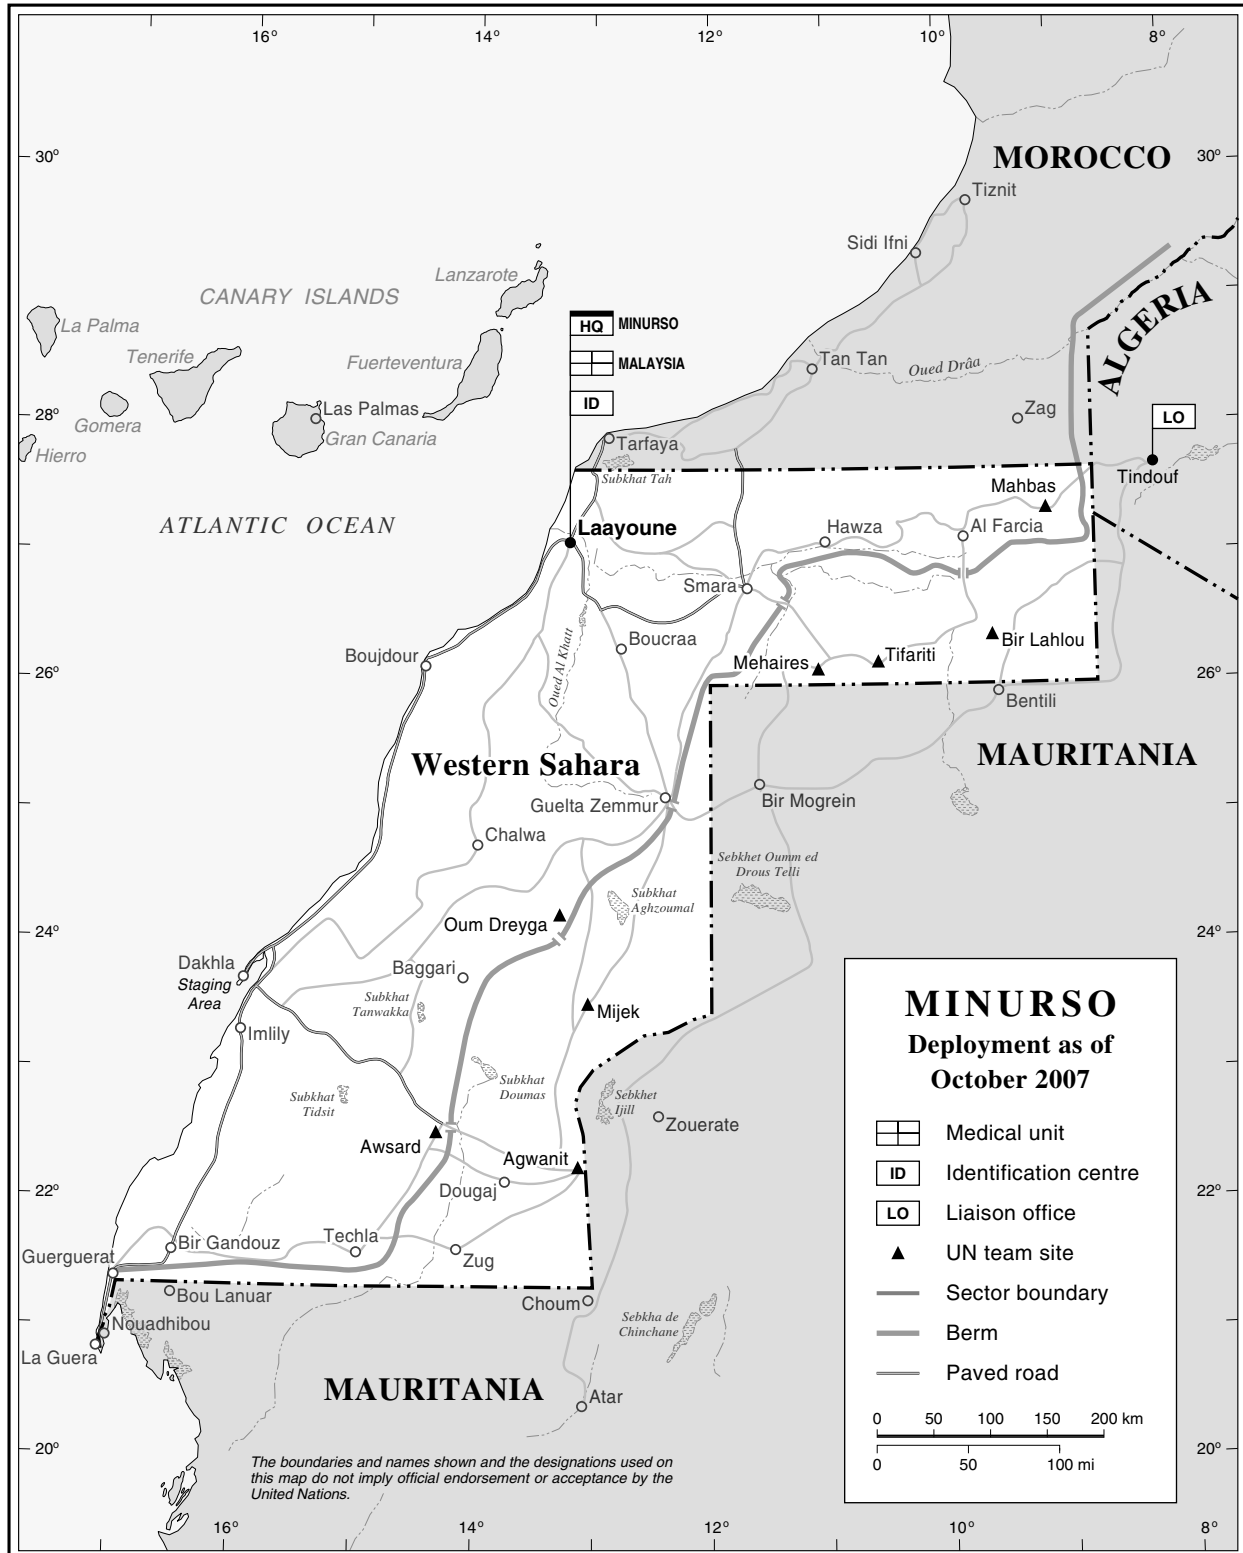 16°
14°
12°
10°
8°
30°
MOROCCO
30°
Tiznit
Sidi Ifni
Lanzarote
CANARY ISLANDS
La Palma
Tenerife
Fuerteventura
HQ MINURSO
MALAYSIA
ID
ALGERIA
Tan Tan
Oued Drâa
Zag
LO
28°
Las Palmas
Gomera
Gran Canaria
Hierro
Tarfaya
Subkhat Tah
Tindouf
Mahbas
ATLANTIC OCEAN
Laayoune
Hawza
Al Farcia
Smara
Boucraa
Oued Al Khatt
Bir Lahlou
Tifariti
Mehaires
Boujdour
26°
26°
Bentili
Western Sahara
MAURITANIA
Guelta Zemmur
Bir Mogrein
Chalwa
Sebkhet Oumm ed
Drous Telli
Subkhat
Aghzoumal
Oum Dreyga
24°
24°
Dakhla
Staging
Area
Baggari
Subkhat
Tanwakka
Mijek
Imlily
Subkhat
Doumas
Subkhat
Tidsit
Sebkhet
Ijill
Zouerate
Awsard
Agwanit
Dougaj
22°
22°
Techla
Bir Gandouz
Guerguerat
Zug
Bou Lanuar
Choum
Nouadhibou
La Guera
Sebkha de
Chinchane
MAURITANIA
Atar
20°
20°
MINURSO
Deployment as of
October 2007
Medical unit
ID Identification centre
LO Liaison office
UN team site
Sector boundary
Berm
Paved road
0 50 100 150 200 km
0 50 100 mi
The boundaries and names shown and the designations used on
this map do not imply official endorsement or acceptance by the
United Nations.
16°
14°
12°
10°
8°
28°